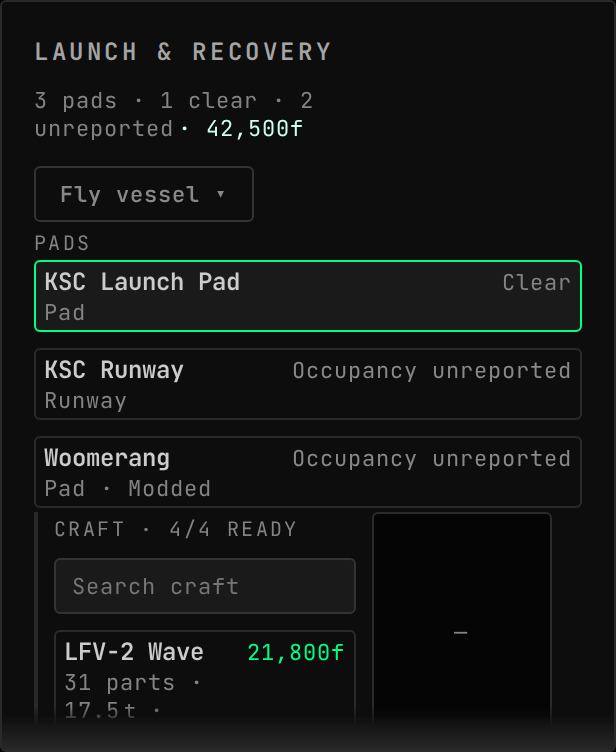 LAUNCH & RECOVERY
3 pads · 1 clear · 2
unreported · 42,500f
Fly vessel ▾
PADS
KSC Launch Pad Clear
Pad
KSC Runway Occupancy unreported
Runway
Woomerang Occupancy unreported
Pad · Modded
CRAFT · 4/4 READY
Search craft
LFV-2 Wave 21,800f
31 parts ·
17.5t ·
—